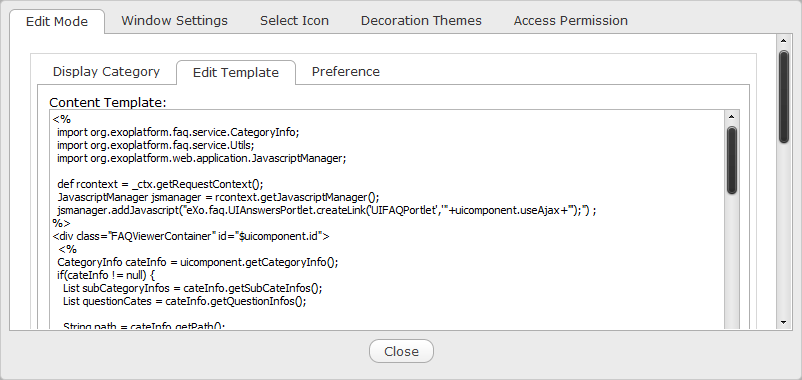 Edit Mode Window Settings Select Icon Decoration Themes Access Permission
Display Category Edit Template Preference
Content Template:
<%
import org.exoplatform.faq.service.CategoryInfo;
import org.exoplatform.faq.service.Utils;
import org.exoplatform.web.application.JavascriptManager;
def rcontext = _ctx.getRequestContext();
JavascriptManager jsmanager = rcontext.getJavascriptManager();
jsmanager.addJavascript("eXo.faq.UIAnswersPortlet.createLink('UIFAQPortlet','"+uicomponent.useAjax+"');") ;
%>
<div class="FAQViewerContainer" id="$uicomponent.id">
<%
CategoryInfo cateInfo = uicomponent.getCategoryInfo();
if(cateInfo != null) {
List subCategoryInfos = cateInfo.getSubCateInfos();
List questionCates = cateInfo.getQuestionInfos();
String path = cateInfo.getPath();
Close